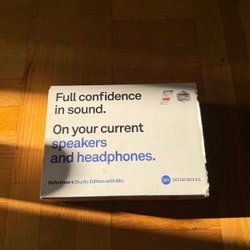 Full confidence
in sound.
On your current
speakers
and headphones.
Reference 4 Studio Edition with Mic
sonarworks